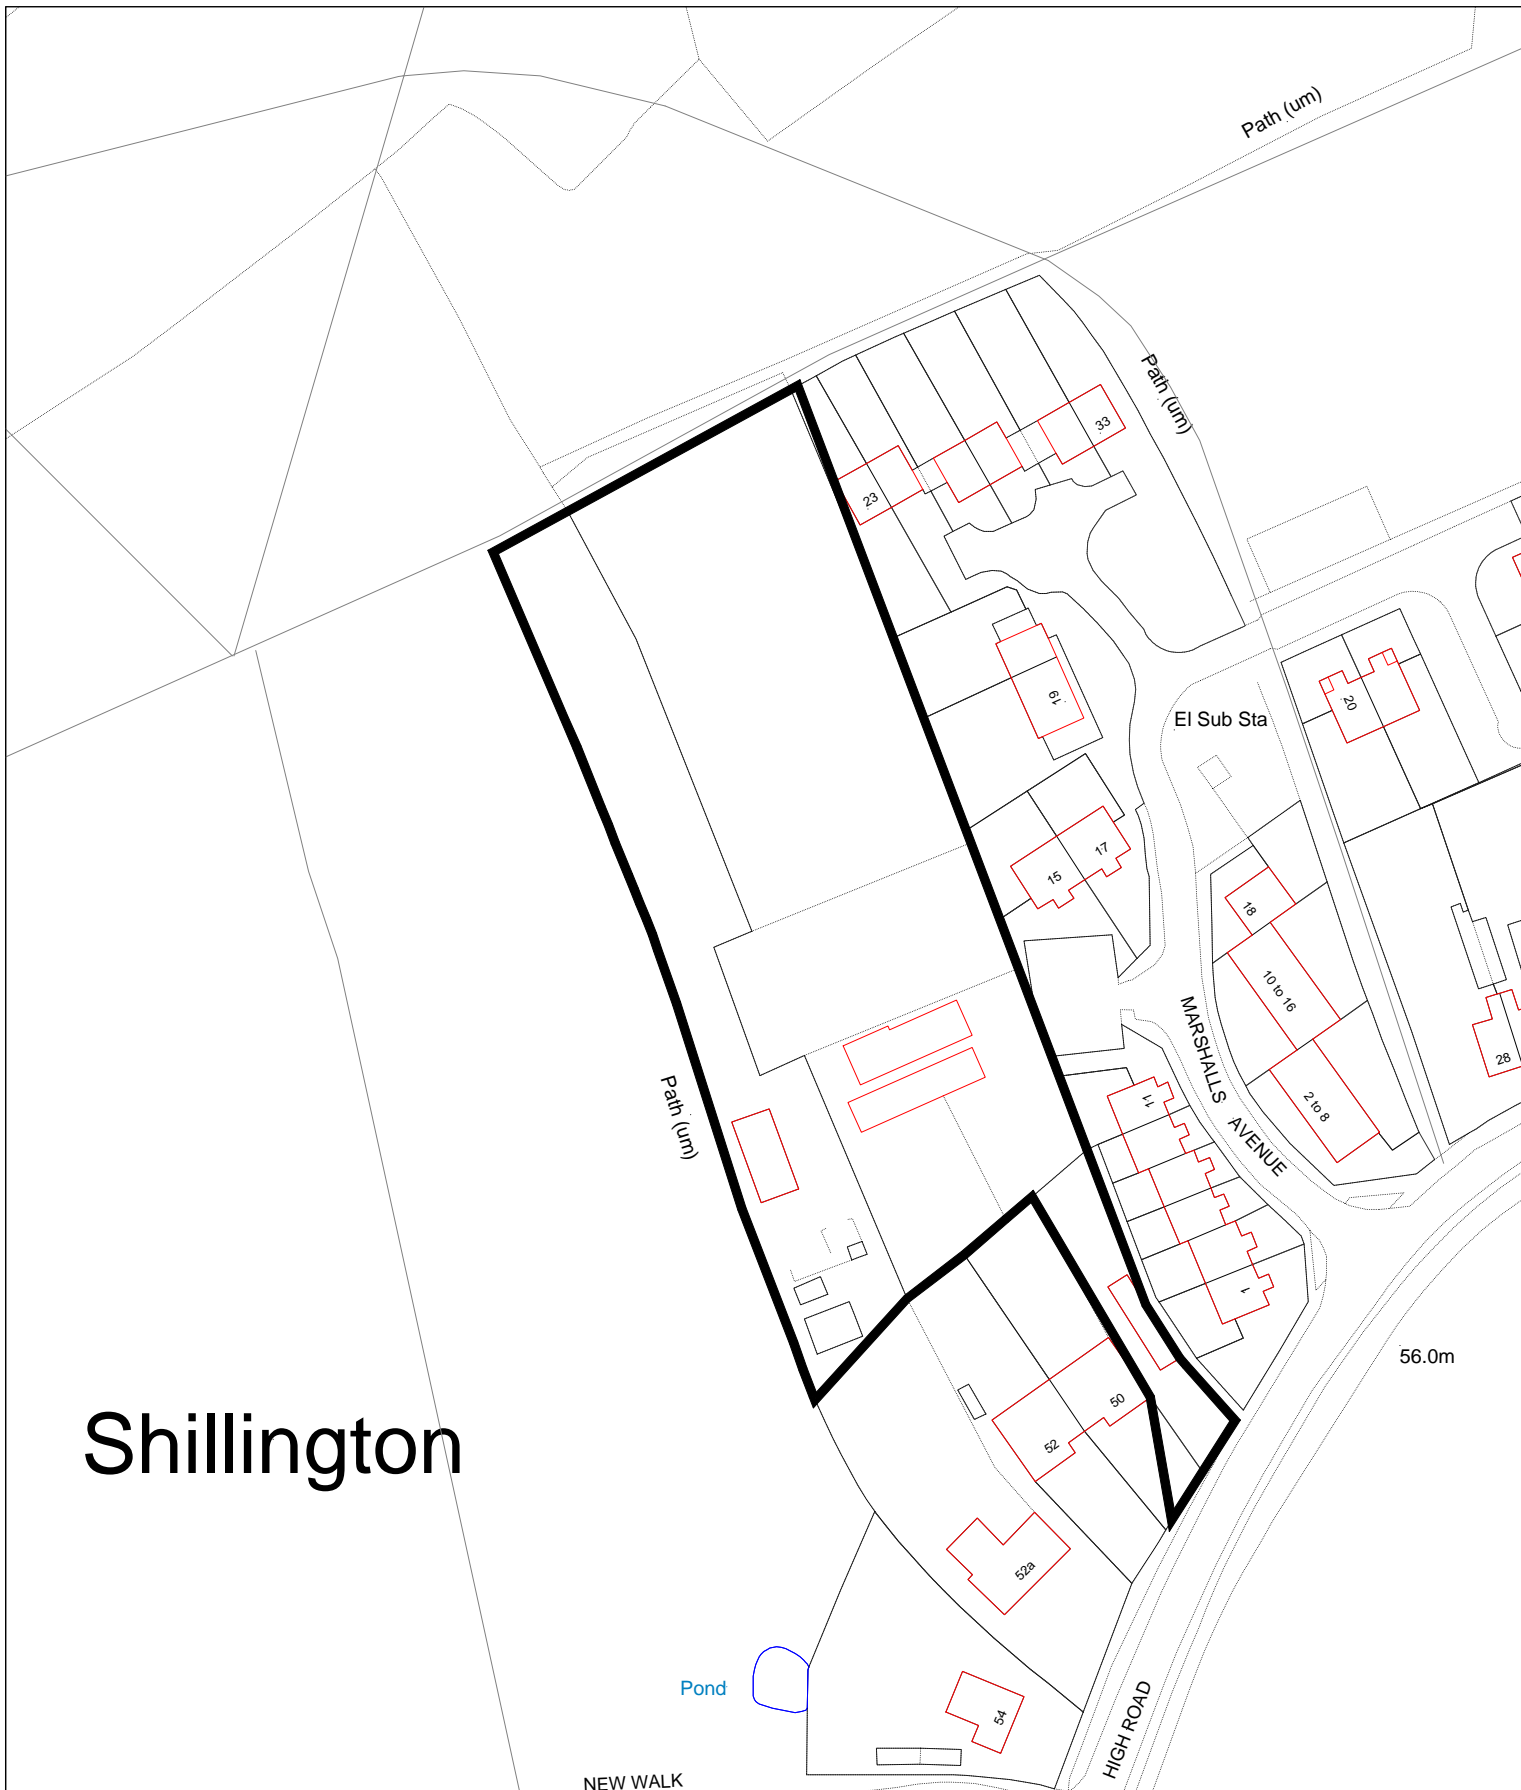 Path (um)
Path (um)
33
23
19
20
El Sub Sta
17
15
18
10 to 16
MARSHALLS
28
Path (um)
11
2 to 8
AVENUE
1
56.0m
50
Shillington
52
52a
Pond
54
HIGH ROAD
NEW WALK